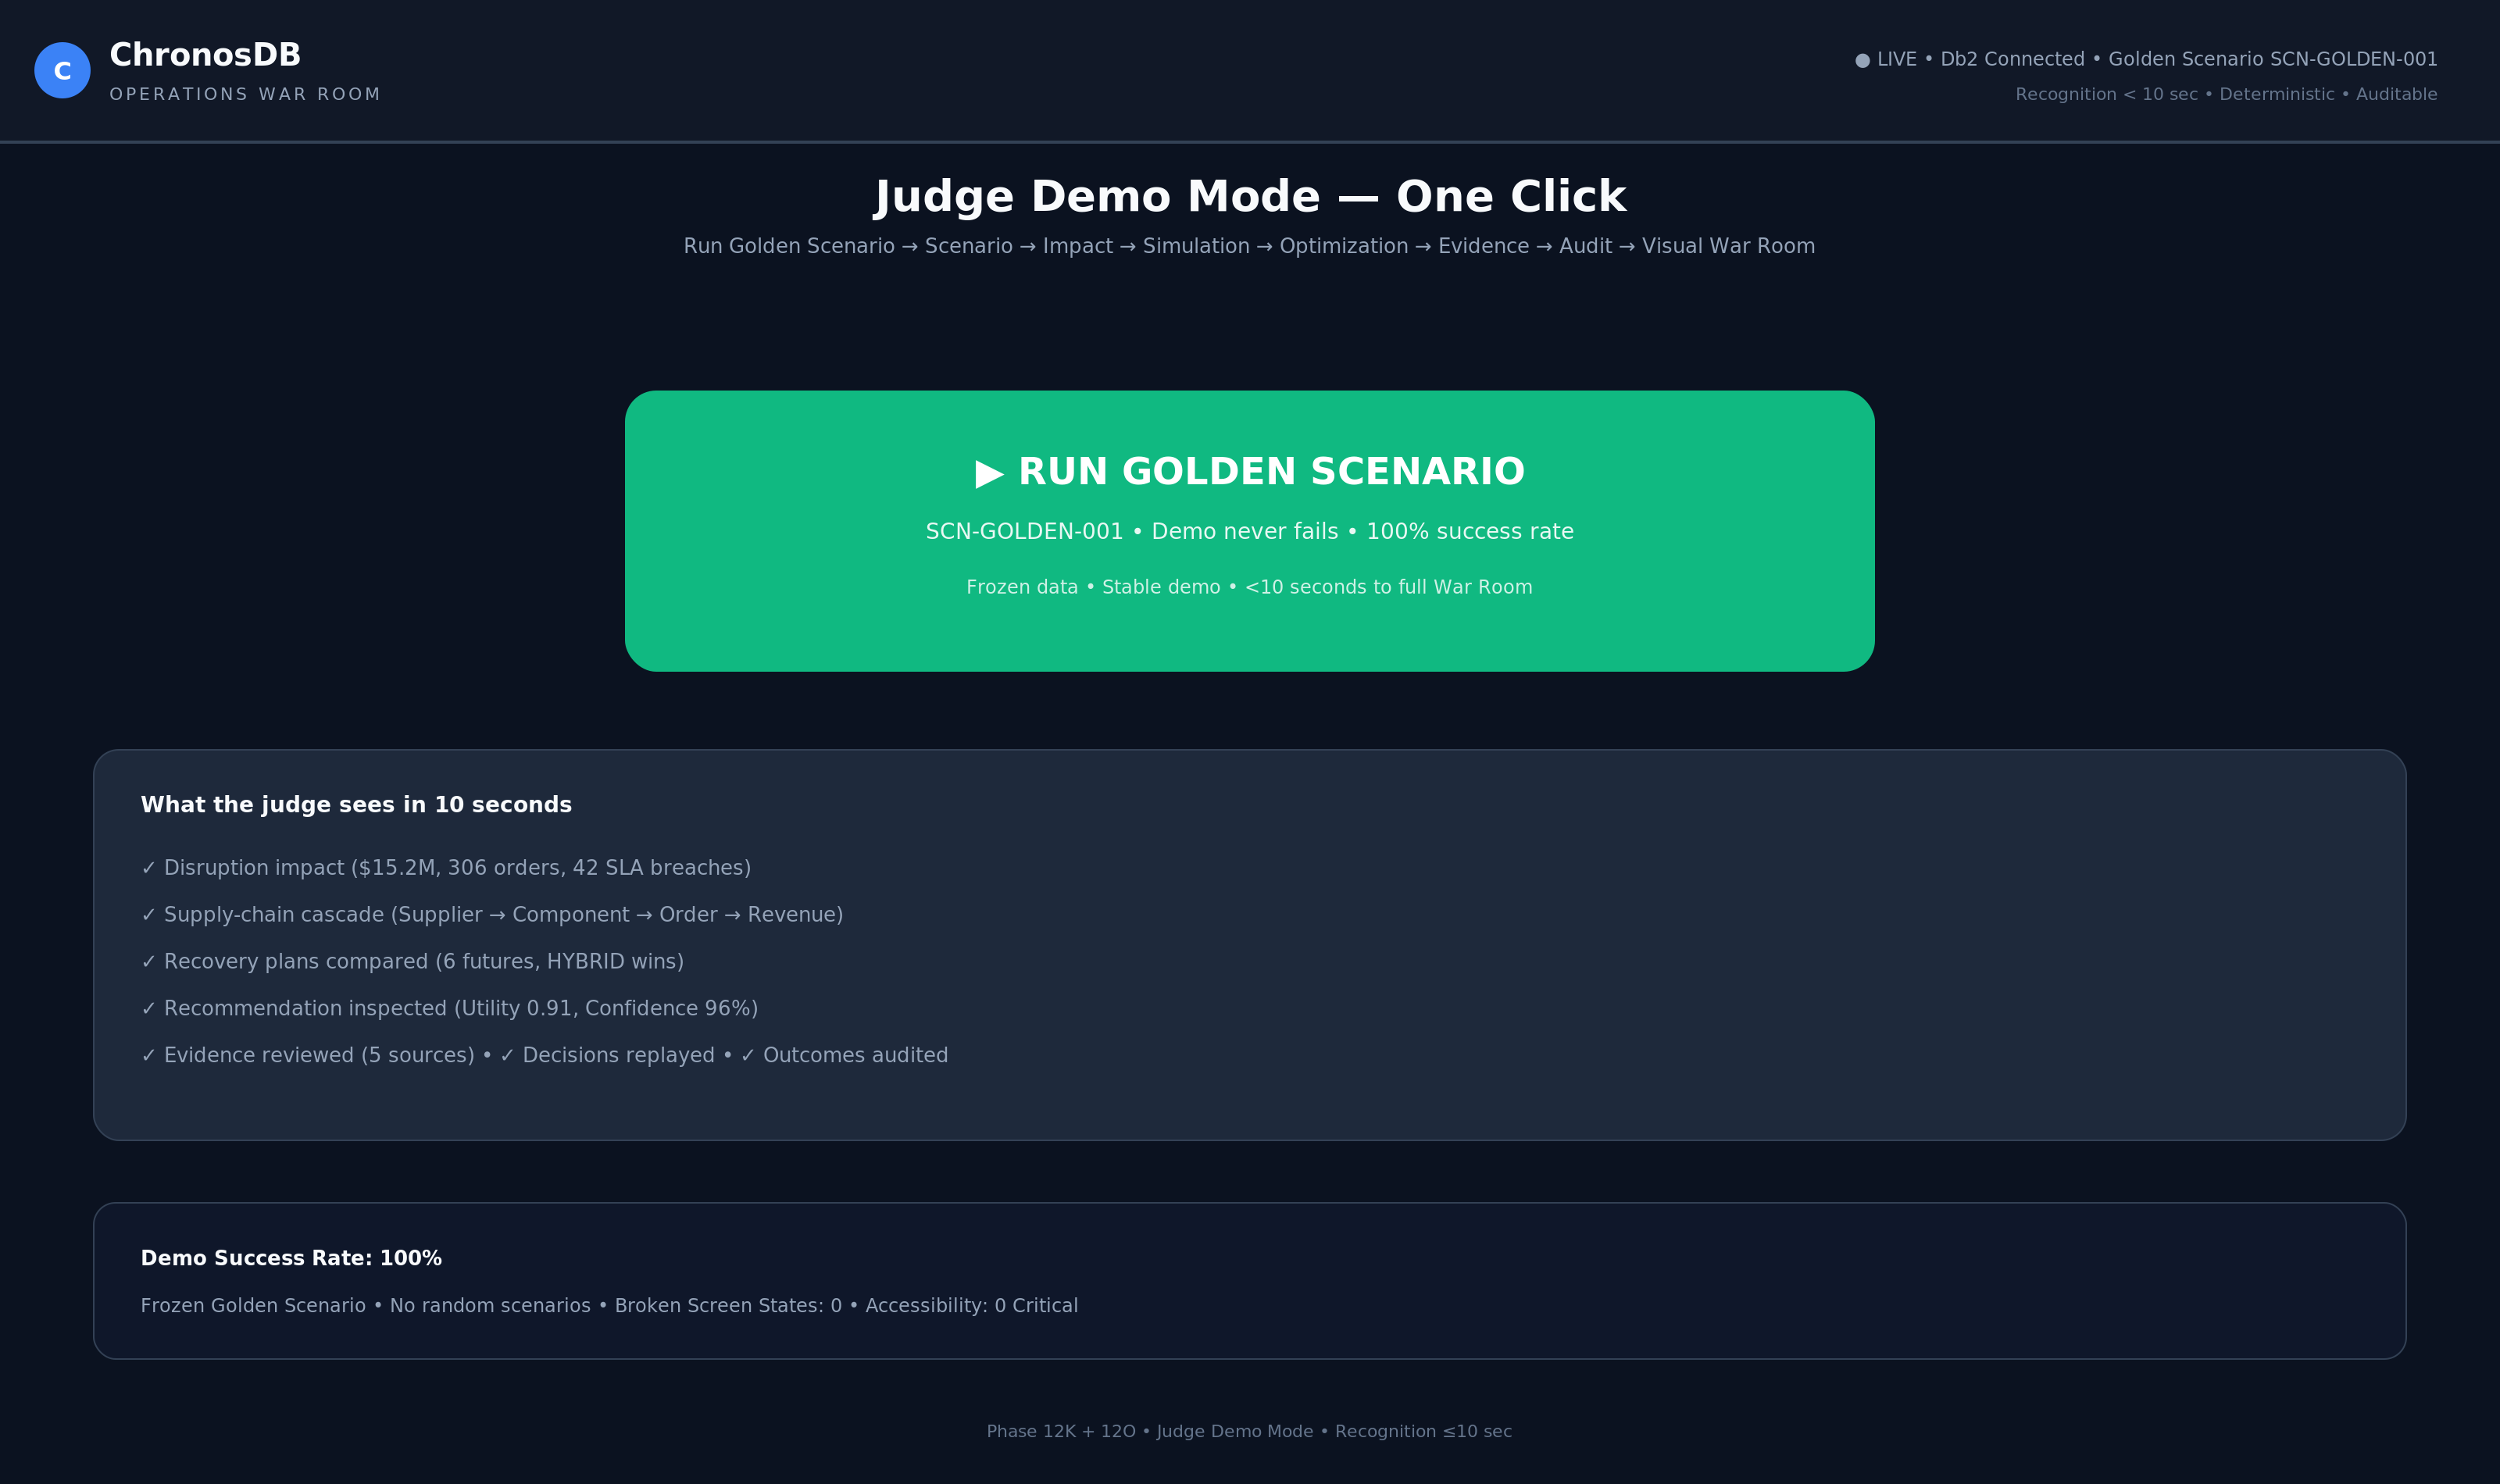 C
ChronosDB
OPERATIONS WAR ROOM
● LIVE • Db2 Connected • Golden Scenario SCN-GOLDEN-001
Recognition < 10 sec • Deterministic • Auditable
Judge Demo Mode — One Click
Run Golden Scenario → Scenario → Impact → Simulation → Optimization → Evidence → Audit → Visual War Room
▶ RUN GOLDEN SCENARIO
SCN-GOLDEN-001 • Demo never fails • 100% success rate
Frozen data • Stable demo • <10 seconds to full War Room
What the judge sees in 10 seconds
✓ Disruption impact ($15.2M, 306 orders, 42 SLA breaches)
✓ Supply-chain cascade (Supplier → Component → Order → Revenue)
✓ Recovery plans compared (6 futures, HYBRID wins)
✓ Recommendation inspected (Utility 0.91, Confidence 96%)
✓ Evidence reviewed (5 sources) • ✓ Decisions replayed • ✓ Outcomes audited
Demo Success Rate: 100%
Frozen Golden Scenario • No random scenarios • Broken Screen States: 0 • Accessibility: 0 Critical
Phase 12K + 12O • Judge Demo Mode • Recognition ≤10 sec